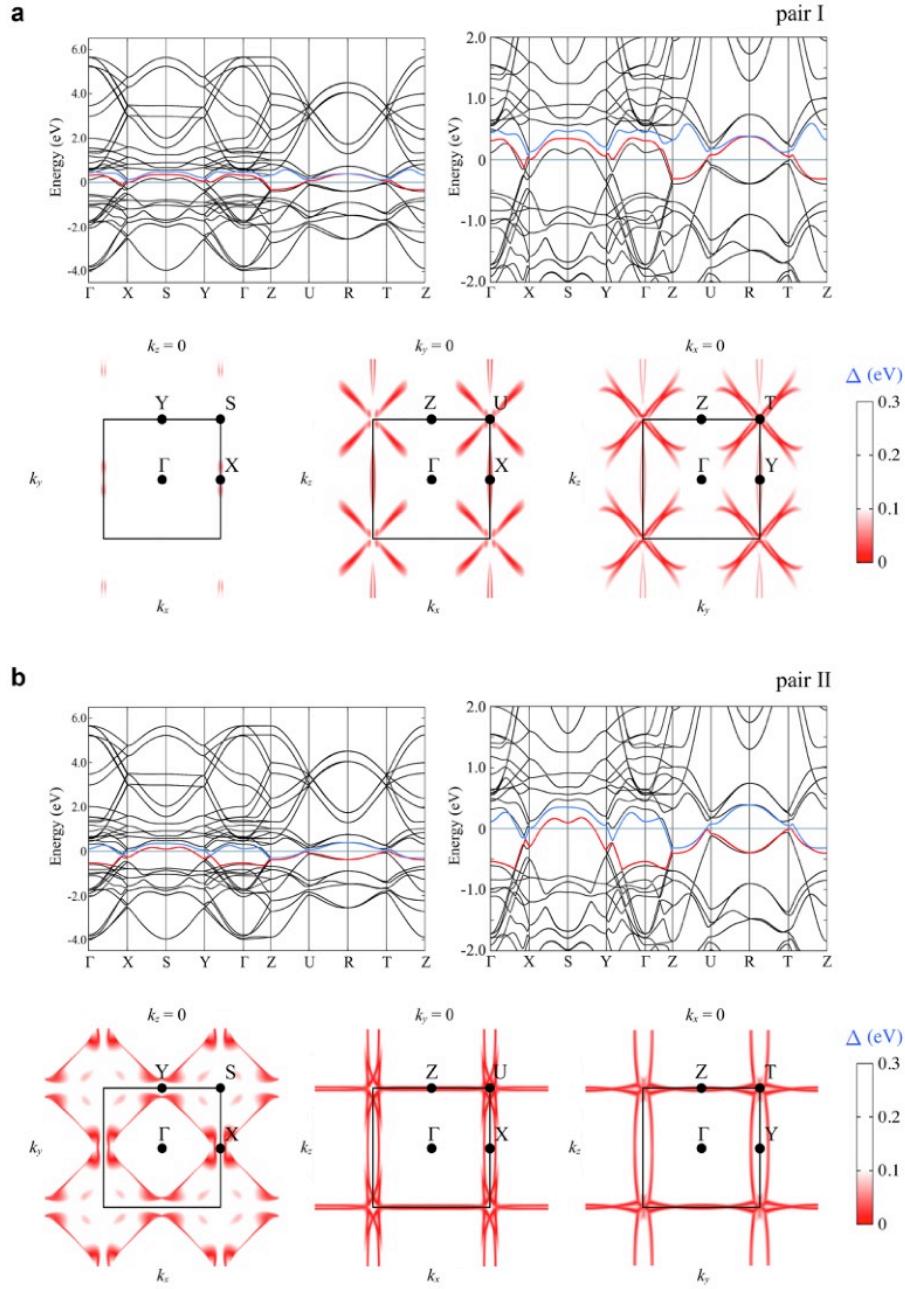 a
pair I
6.0
4.0
2.0
0
-2.0
-4.0
Energy (eV)
Γ X S Y Γ Z U R T Z
2.0
1.0
0
-1.0
-2.0
Energy (eV)
Γ X S Y Γ Z U R T Z
kz = 0
ky = 0
kx = 0
Y S
Γ X
ky
kx
Z U
Γ X
kz
kx
Z T
Γ Y
kz
ky
Δ (eV)
0.3
0.2
0.1
0
b
pair II
6.0
4.0
2.0
0
-2.0
-4.0
Energy (eV)
Γ X S Y Γ Z U R T Z
2.0
1.0
0
-1.0
-2.0
Energy (eV)
Γ X S Y Γ Z U R T Z
kz = 0
ky = 0
kx = 0
Y S
Γ X
ky
kx
Z U
Γ X
kz
kx
Z T
Γ Y
kz
ky
Δ (eV)
0.3
0.2
0.1
0